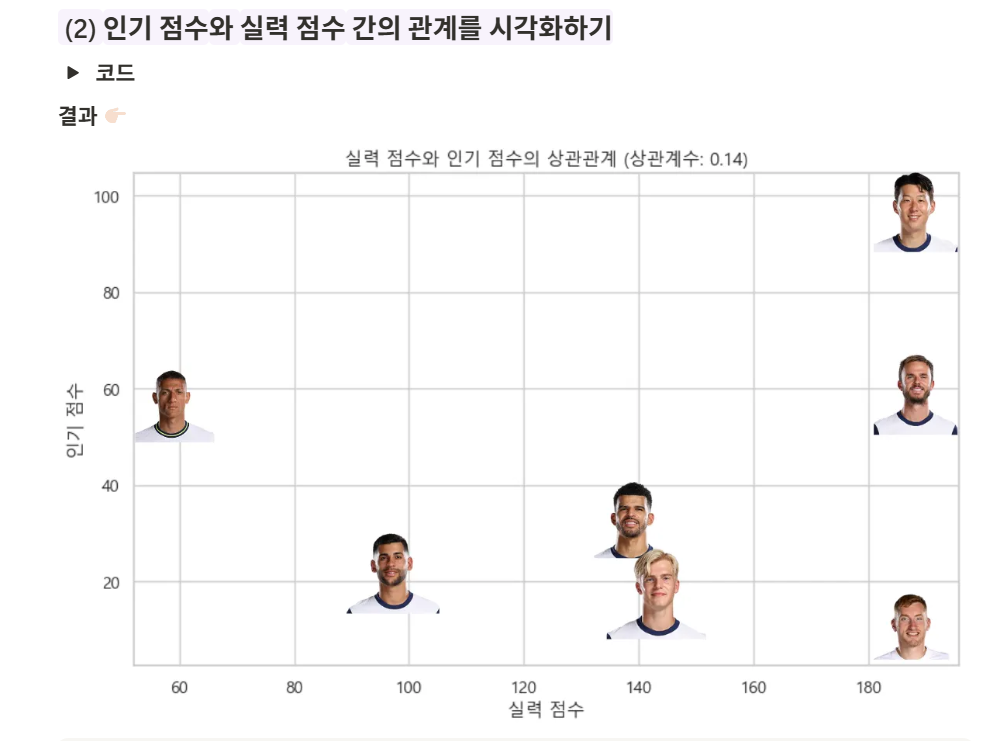 (2) 인기 점수와 실력 점수 간의 관계를 시각화하기
▶ 코드
결과 👉🏻
실력 점수와 인기 점수의 상관관계 (상관계수: 0.14)
100
80
60
40
20
인기 점수
60 80 100 120 140 160 180
실력 점수